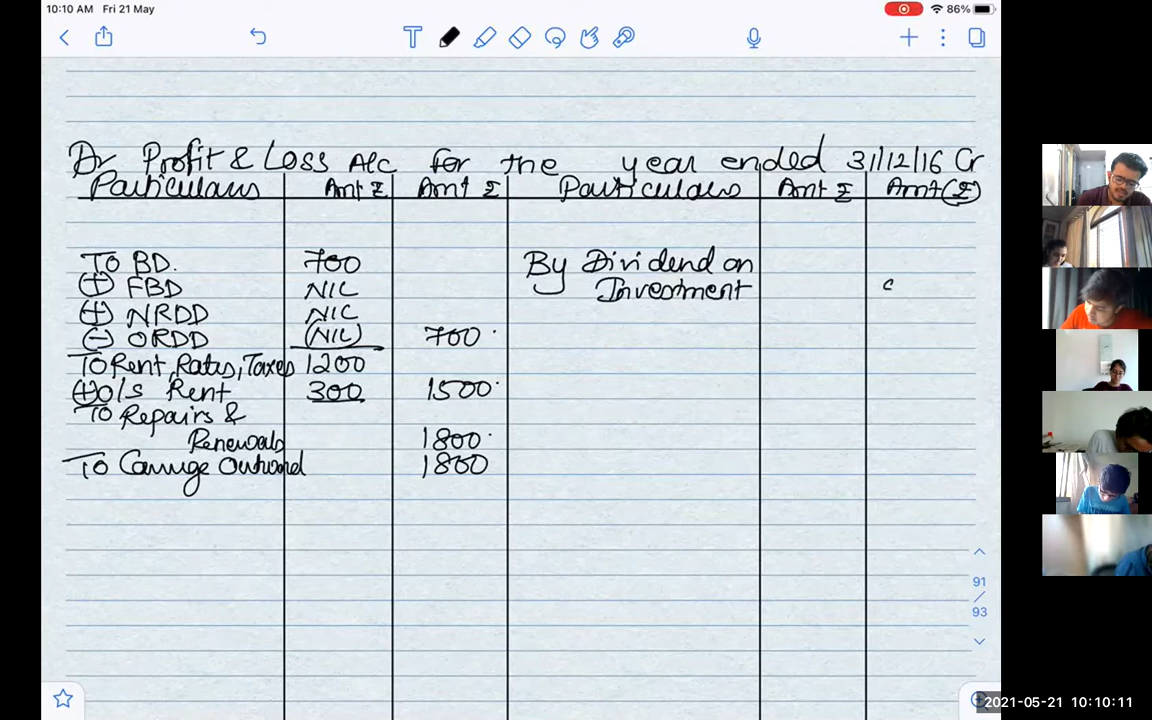 10:10 AM Fri 21 May
86%
Dr Profit & Loss A/c for the year ended 31/12/16 Cr
Particulars Amt ₹ Amt ₹ Particulars Amt ₹ Amt (₹)
To BD. 700 By Dividend on
(+) FBD NIL Investment
(+) NRDD NIL
(-) ORDD (NIL) 700
To Rent, Rates, Taxes 1200
(+) o/s Rent 300 1500
To Repairs &
Renewals 1800
To Carriage Outward 1800
91
/
93
2021-05-21 10:10:11